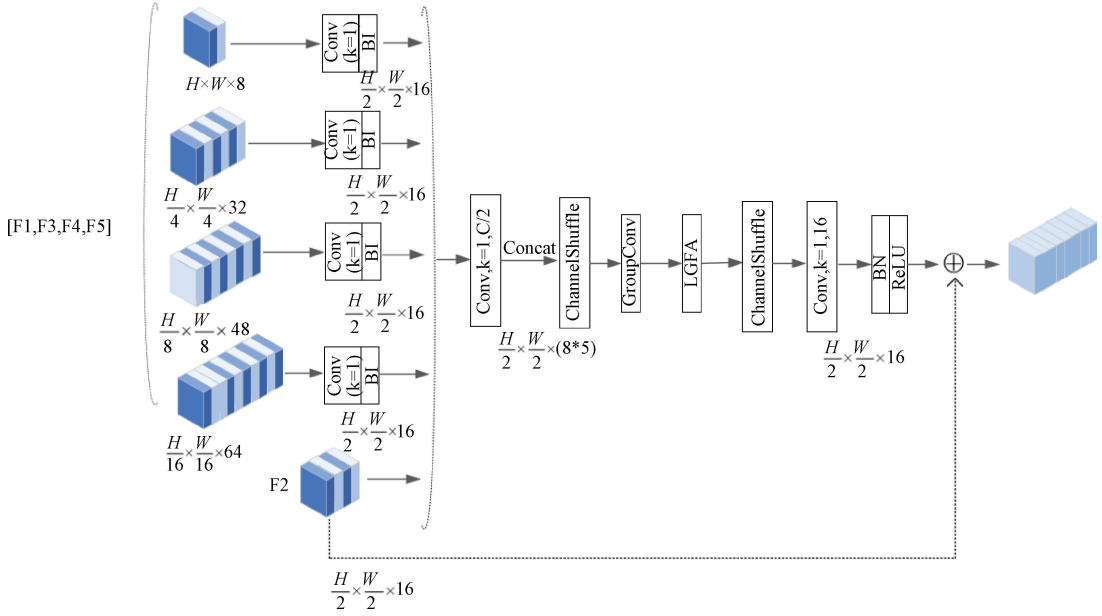 [F1,F3,F4,F5]
H×W×8
Conv
(k=1)
BI
H/2×W/2×16
H/4×W/4×32
Conv
(k=1)
BI
H/2×W/2×16
H/8×W/8×48
Conv
(k=1)
BI
H/2×W/2×16
H/16×W/16×64
Conv
(k=1)
BI
H/2×W/2×16
F2
H/2×W/2×16
Conv,k=1,C/2
Concat
H/2×W/2×(8*5)
ChannelShuffle
GroupConv
LGFA
ChannelShuffle
Conv,k=1,16
H/2×W/2×16
BN
ReLU